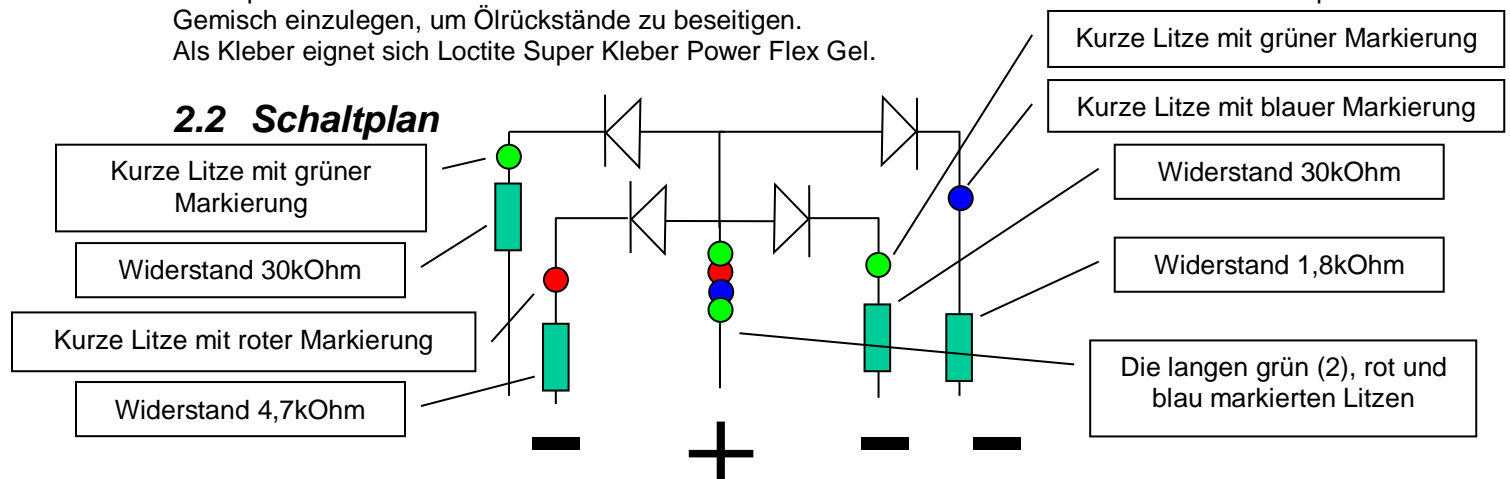 Gemisch einzulegen, um Ölrückstände zu beseitigen.
Als Kleber eignet sich Loctite Super Kleber Power Flex Gel.
2.2 Schaltplan
Kurze Litze mit grüner
Markierung
Widerstand 30kOhm
Kurze Litze mit roter Markierung
Widerstand 4,7kOhm
Kurze Litze mit grüner Markierung
Kurze Litze mit blauer Markierung
Widerstand 30kOhm
Widerstand 1,8kOhm
Die langen grün (2), rot und
blau markierten Litzen
− + − −